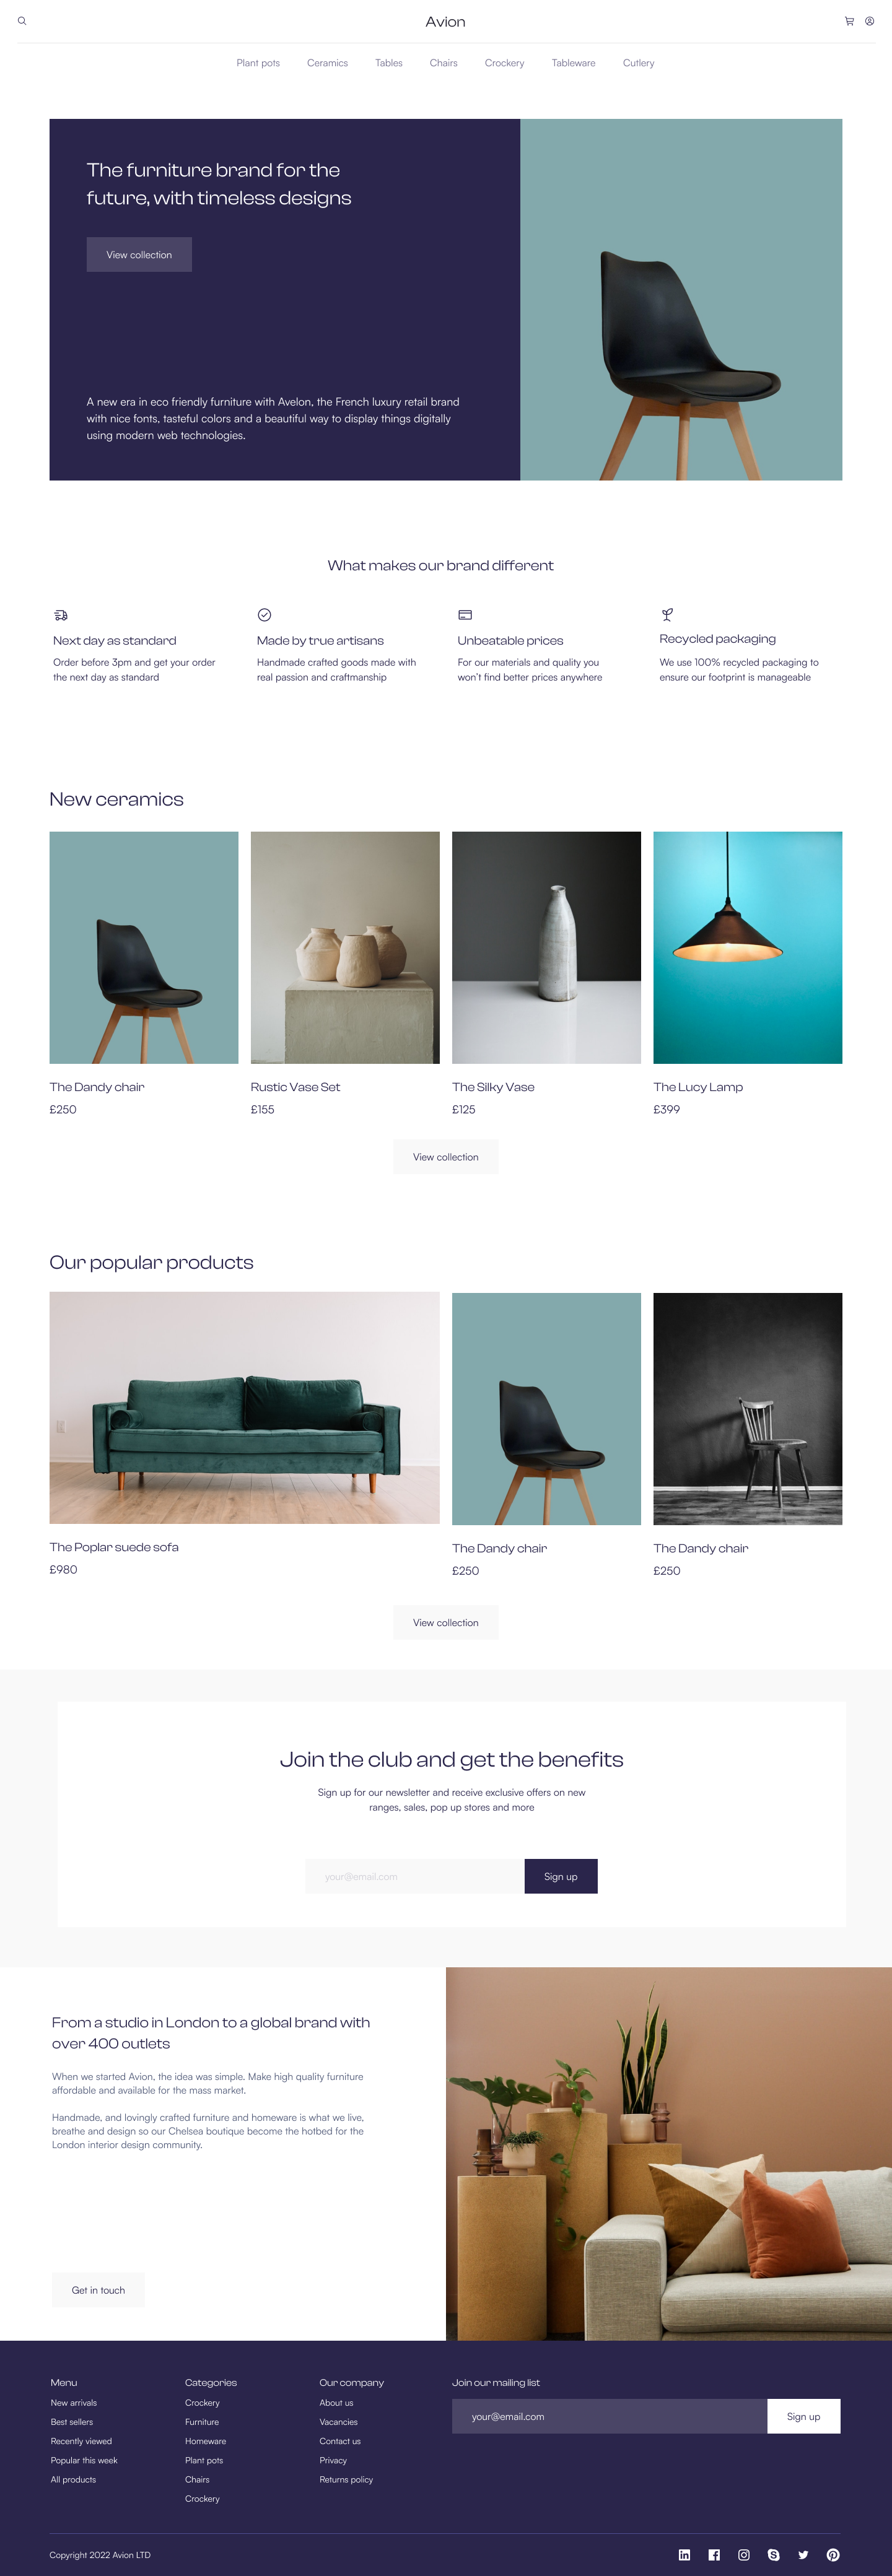 Avion
Plant pots
Ceramics
Tables
Chairs
Crockery
Tableware
Cutlery
The furniture brand for the
future, with timeless designs
View collection
A new era in eco friendly furniture with Avelon, the French luxury retail brand
with nice fonts, tasteful colors and a beautiful way to display things digitally
using modern web technologies.
What makes our brand different
Next day as standard
Order before 3pm and get your order
the next day as standard
Made by true artisans
Handmade crafted goods made with
real passion and craftmanship
Unbeatable prices
For our materials and quality you
won't find better prices anywhere
Recycled packaging
We use 100% recycled packaging to
ensure our footprint is manageable
New ceramics
The Dandy chair
£250
Rustic Vase Set
£155
The Silky Vase
£125
The Lucy Lamp
£399
View collection
Our popular products
The Poplar suede sofa
£980
The Dandy chair
£250
The Dandy chair
£250
View collection
Join the club and get the benefits
Sign up for our newsletter and receive exclusive offers on new
ranges, sales, pop up stores and more
your@email.com
Sign up
From a studio in London to a global brand with
over 400 outlets
When we started Avion, the idea was simple. Make high quality furniture
affordable and available for the mass market.
Handmade, and lovingly crafted furniture and homeware is what we live,
breathe and design so our Chelsea boutique become the hotbed for the
London interior design community.
Get in touch
Menu
New arrivals
Best sellers
Recently viewed
Popular this week
All products
Categories
Crockery
Furniture
Homeware
Plant pots
Chairs
Crockery
Our company
About us
Vacancies
Contact us
Privacy
Returns policy
Join our mailing list
your@email.com
Sign up
Copyright 2022 Avion LTD